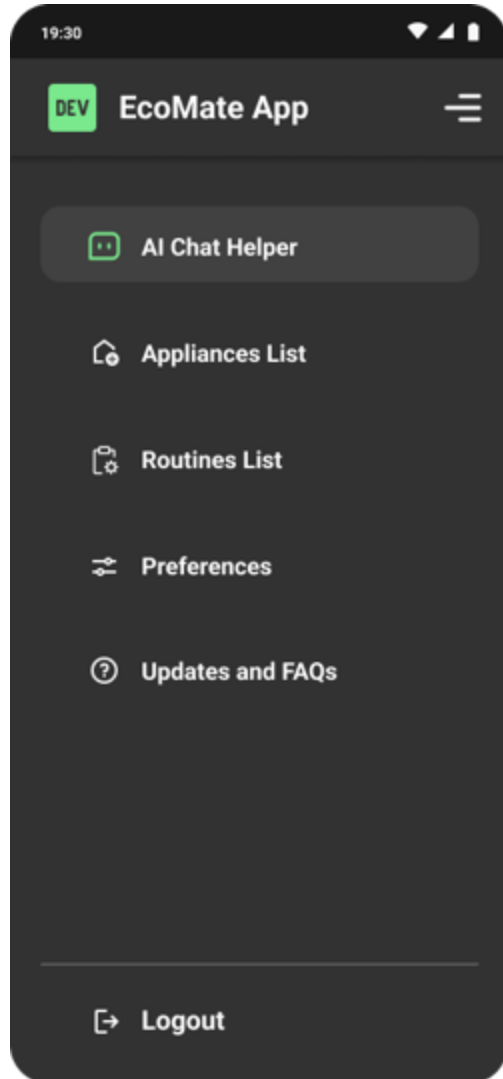 19:30
DEV EcoMate App
AI Chat Helper
Appliances List
Routines List
Preferences
Updates and FAQs
Logout